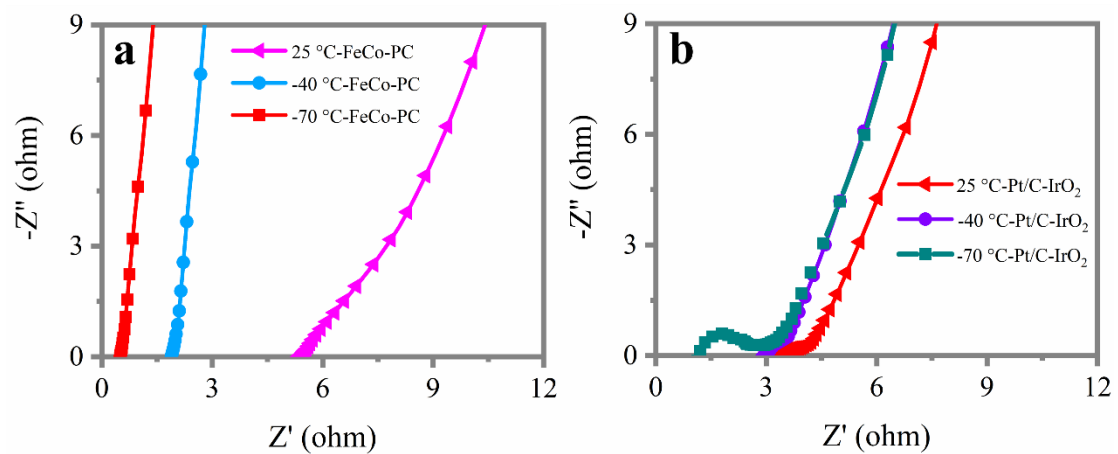 a
25 °C-FeCo-PC
-40 °C-FeCo-PC
-70 °C-FeCo-PC
9
6
3
0
0 3 6 9 12
-Z'' (ohm)
Z' (ohm)
b
25 °C-Pt/C-IrO₂
-40 °C-Pt/C-IrO₂
-70 °C-Pt/C-IrO₂
9
6
3
0
0 3 6 9 12
-Z'' (ohm)
Z' (ohm)